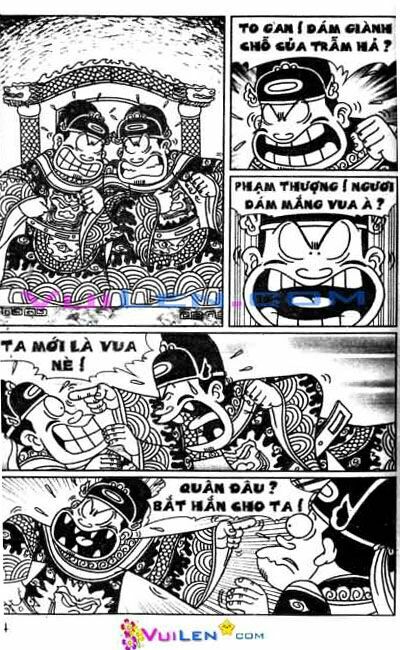 TO GAN ! DÁM GIÀNH
CHỖ CỦA TRẪM HẢ ?
PHẠM THƯỢNG ! NGƯƠI
DÁM MẮNG VUA À ?
VUILEN.COM
TA MỚI LÀ VUA
NÈ !
QUÂN ĐÂU ?
BẮT HẮN CHO TA !
VUILEN.COM